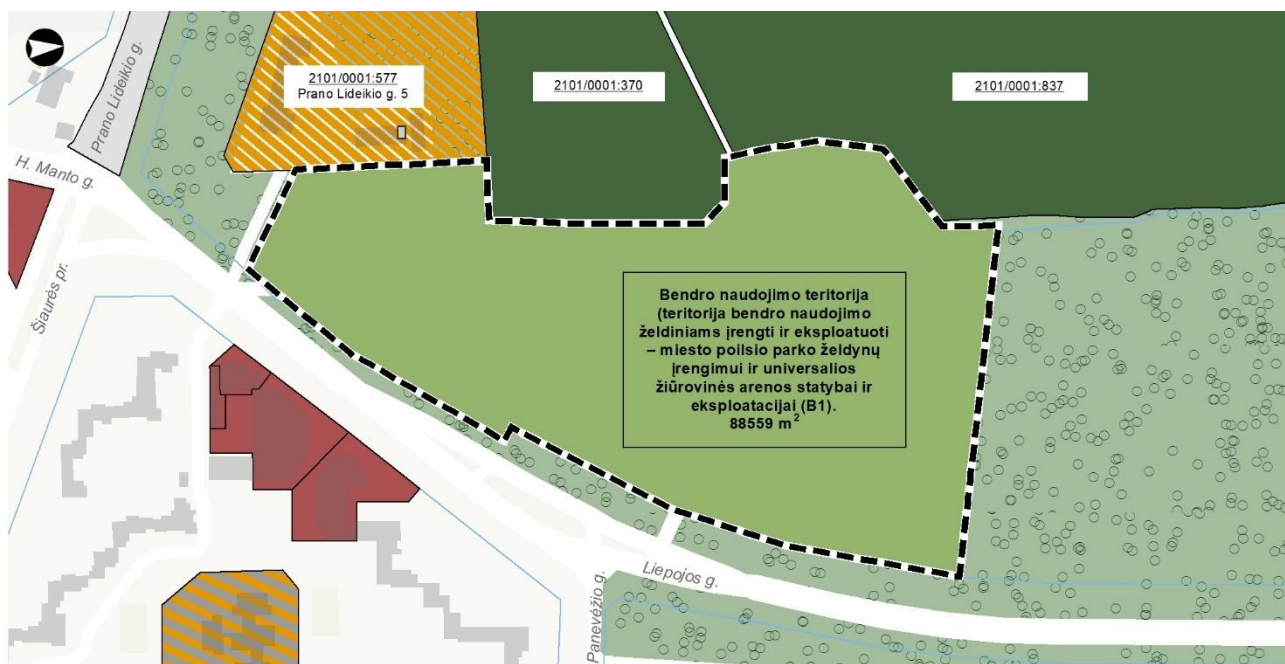 2101/0001:577
Prano Lideikio g. 5
2101/0001:370
2101/0001:837
Prano Lideikio g.
H. Manto g.
Šiaurės pr.
Bendro naudojimo teritorija
(teritorija bendro naudojimo
želdiniams įrengti ir eksploatuoti
– miesto poilsio parko želdynų
įrengimui ir universalios
žiūrovinės arenos statybai ir
eksploatacijai (B1).
88559 m²
Liepojos g.
Panevėžio g.